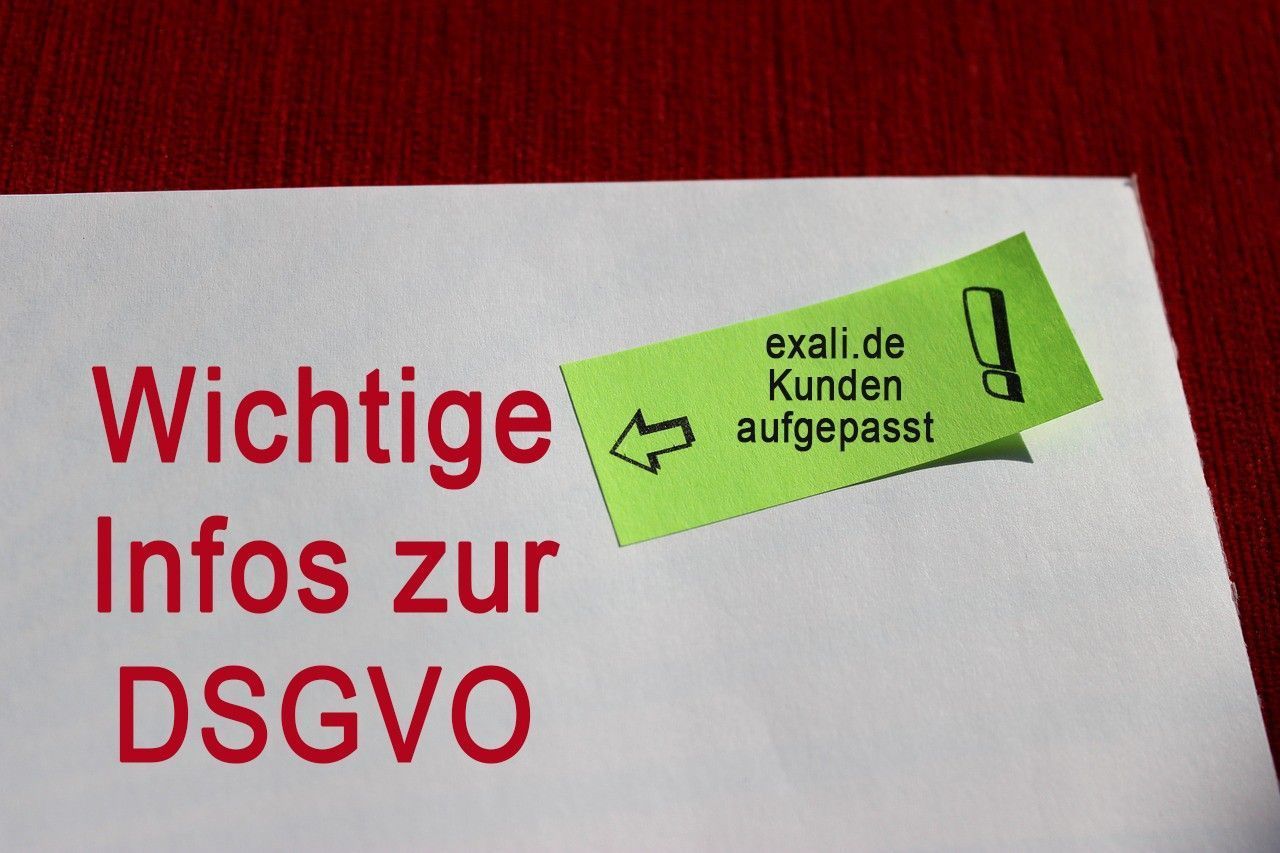 Wichtige
Infos zur
DSGVO
exali.de
Kunden
aufgepasst
!